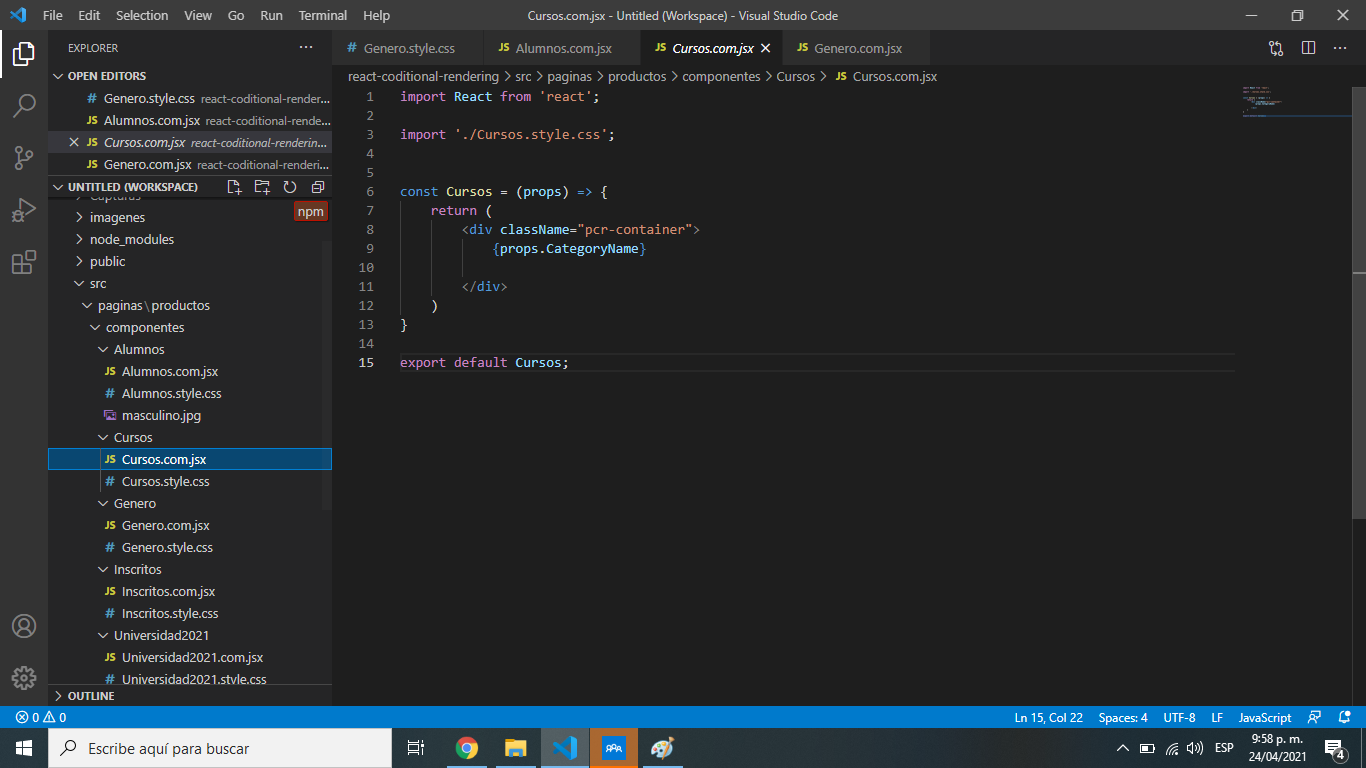 File Edit Selection View Go Run Terminal Help Cursos.com.jsx - Untitled (Workspace) - Visual Studio Code
EXPLORER ···
# Genero.style.css JS Alumnos.com.jsx JS Cursos.com.jsx JS Genero.com.jsx
OPEN EDITORS
# Genero.style.css react-coditional-render...
JS Alumnos.com.jsx react-coditional-rende...
JS Cursos.com.jsx react-coditional-renderin...
JS Genero.com.jsx react-coditional-renderi...
UNTITLED (WORKSPACE)
Capturas
npm
imagenes
node_modules
public
src
paginas\productos
componentes
Alumnos
JS Alumnos.com.jsx
# Alumnos.style.css
masculino.jpg
Cursos
JS Cursos.com.jsx
# Cursos.style.css
Genero
JS Genero.com.jsx
# Genero.style.css
Inscritos
JS Inscritos.com.jsx
# Inscritos.style.css
Universidad2021
JS Universidad2021.com.jsx
# Universidad2021.style.css
OUTLINE
react-coditional-rendering > src > paginas > productos > componentes > Cursos > JS Cursos.com.jsx
1 import React from 'react';
2
3 import './Cursos.style.css';
4
5
6 const Cursos = (props) => {
7 return (
8 <div className="pcr-container">
9 {props.CategoryName}
10
11 </div>
12 )
13 }
14
15 export default Cursos;
0 0 Ln 15, Col 22 Spaces: 4 UTF-8 LF JavaScript
Escribe aquí para buscar
ESP
9:58 p. m.
24/04/2021
4